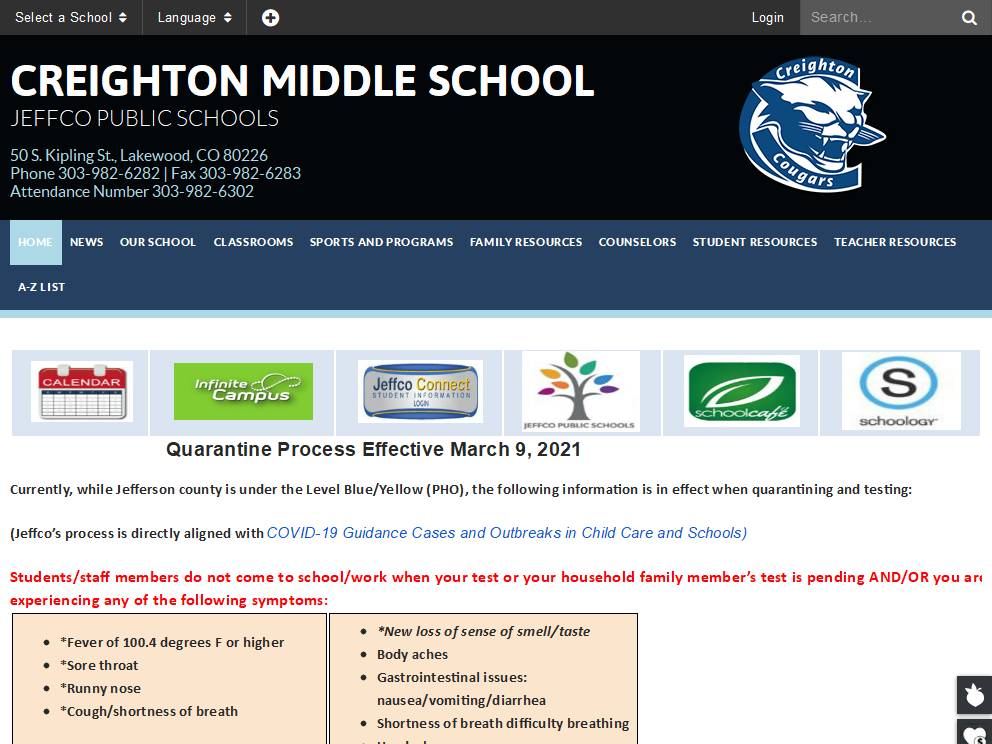 Select a School
Language
Login
Search...
CREIGHTON MIDDLE SCHOOL
JEFFCO PUBLIC SCHOOLS
50 S. Kipling St., Lakewood, CO 80226
Phone 303-982-6282 | Fax 303-982-6283
Attendance Number 303-982-6302
Creighton
Cougars
HOME NEWS OUR SCHOOL CLASSROOMS SPORTS AND PROGRAMS FAMILY RESOURCES COUNSELORS STUDENT RESOURCES TEACHER RESOURCES
A-Z LIST
CALENDAR
Infinite
Campus
Jeffco Connect
STUDENT INFORMATION
LOGIN
JEFFCO PUBLIC SCHOOLS
schoolcafé
S
schoology
Quarantine Process Effective March 9, 2021
Currently, while Jefferson county is under the Level Blue/Yellow (PHO), the following information is in effect when quarantining and testing:
(Jeffco's process is directly aligned with COVID-19 Guidance Cases and Outbreaks in Child Care and Schools)
Students/staff members do not come to school/work when your test or your household family member's test is pending AND/OR you are
experiencing any of the following symptoms:
*Fever of 100.4 degrees F or higher
*Sore throat
*Runny nose
*Cough/shortness of breath
*New loss of sense of smell/taste
Body aches
Gastrointestinal issues:
nausea/vomiting/diarrhea
Shortness of breath difficulty breathing